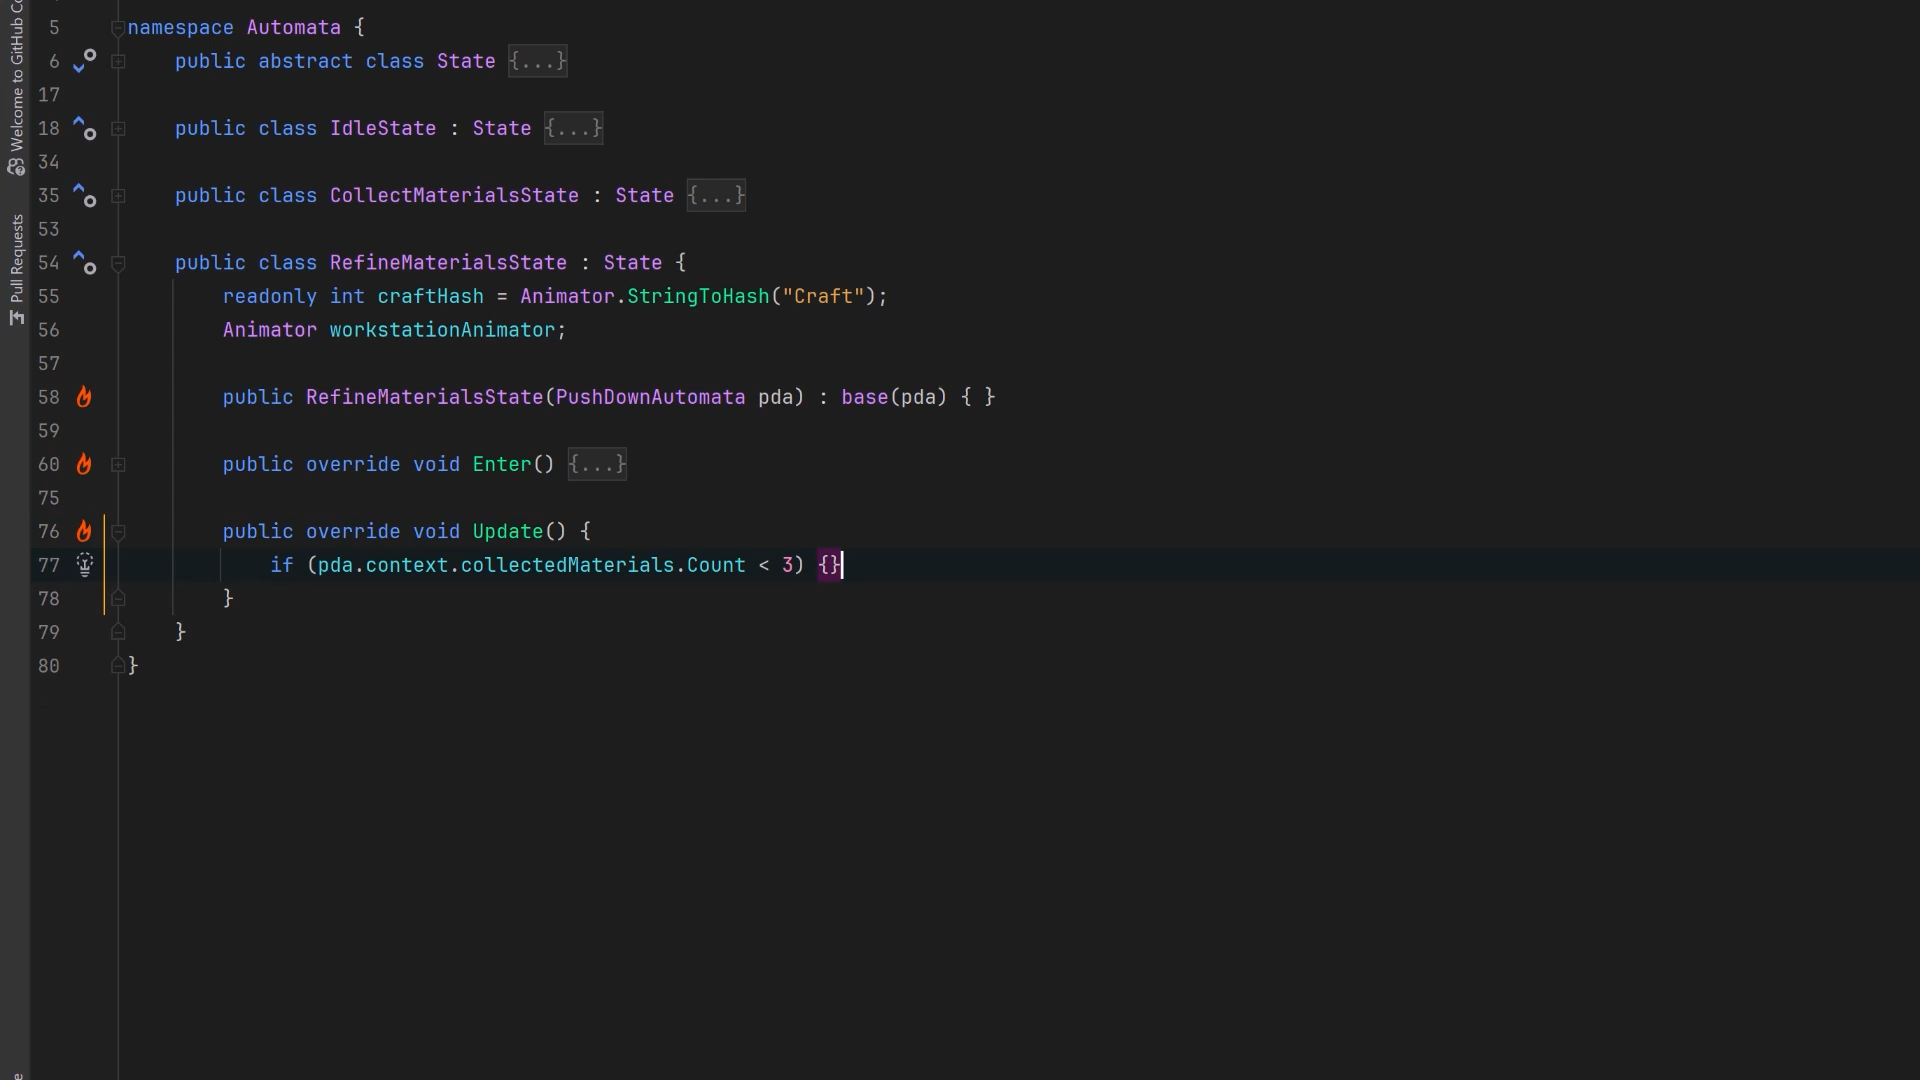 Welcome to GitHub Co
Pull Requests
5 namespace Automata {
6 public abstract class State {...}
17
18 public class IdleState : State {...}
34
35 public class CollectMaterialsState : State {...}
53
54 public class RefineMaterialsState : State {
55 readonly int craftHash = Animator.StringToHash("Craft");
56 Animator workstationAnimator;
57
58 public RefineMaterialsState(PushDownAutomata pda) : base(pda) { }
59
60 public override void Enter() {...}
75
76 public override void Update() {
77 if (pda.context.collectedMaterials.Count < 3) {}
78 }
79 }
80 }